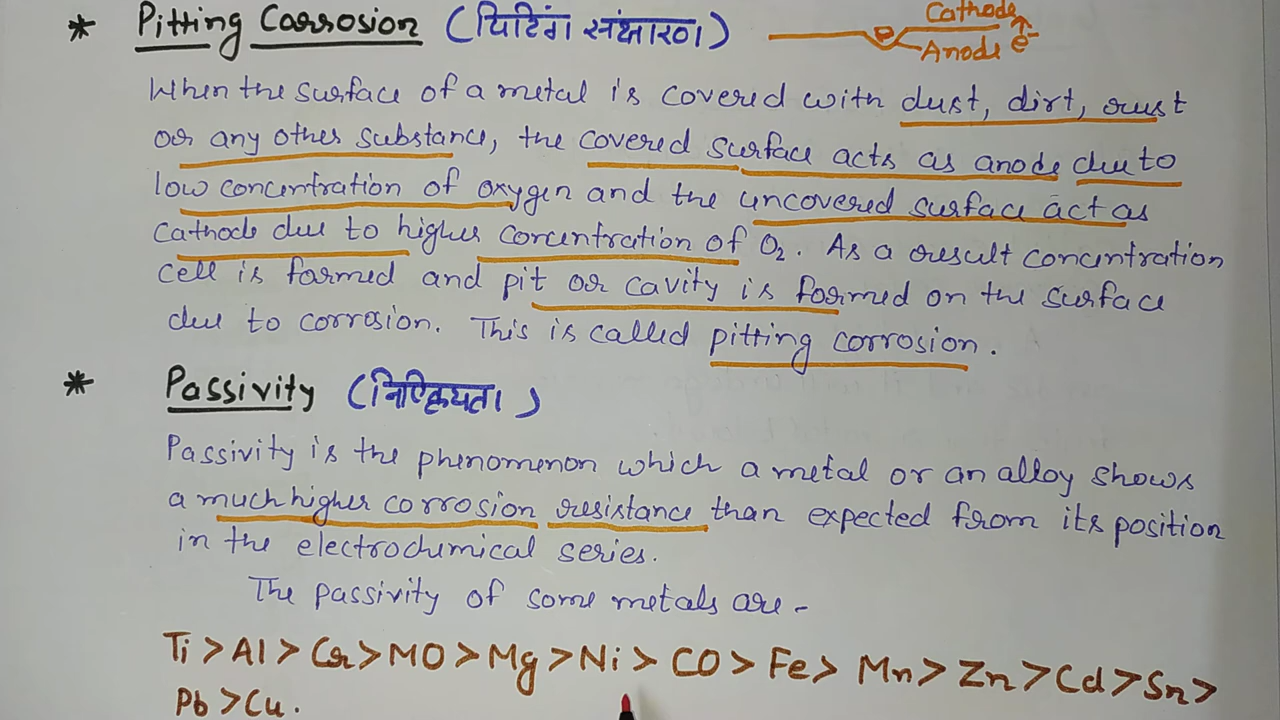 * Pitting Corrosion (पिटिंग संक्षारण)
Cathode
Anode e-
When the surface of a metal is covered with dust, dirt, rust
or any other substance, the covered surface acts as anode due to
low concentration of oxygen and the uncovered surface act as
cathode due to higher concentration of O₂. As a result concentration
cell is formed and pit or cavity is formed on the surface
due to corrosion. This is called pitting corrosion.
* Passivity (निष्क्रियता)
Passivity is the phenomenon which a metal or an alloy shows
a much higher corrosion resistance than expected from its position
in the electrochemical series.
The passivity of some metals are -
Ti > Al > Cr > MO > Mg > Ni > CO > Fe > Mn > Zn > Cd > Sn >
Pb > Cu.